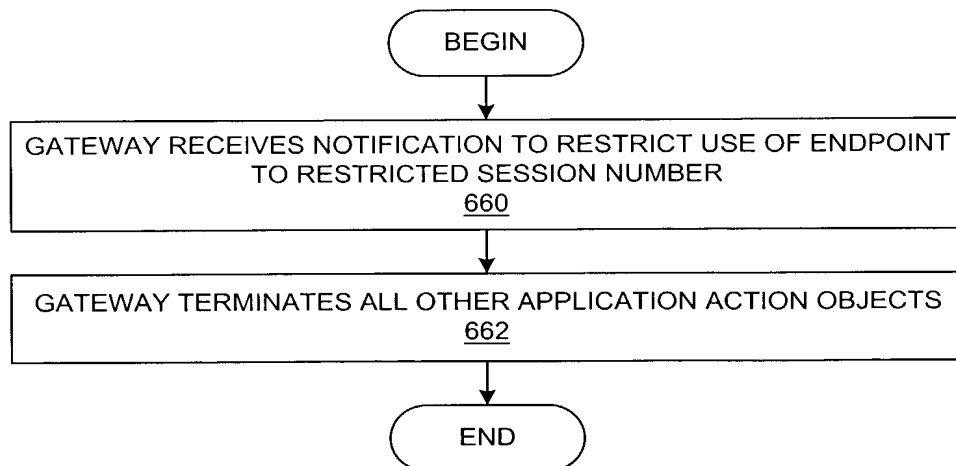 BEGIN
GATEWAY RECEIVES NOTIFICATION TO RESTRICT USE OF ENDPOINT
TO RESTRICTED SESSION NUMBER
660
GATEWAY TERMINATES ALL OTHER APPLICATION ACTION OBJECTS
662
END